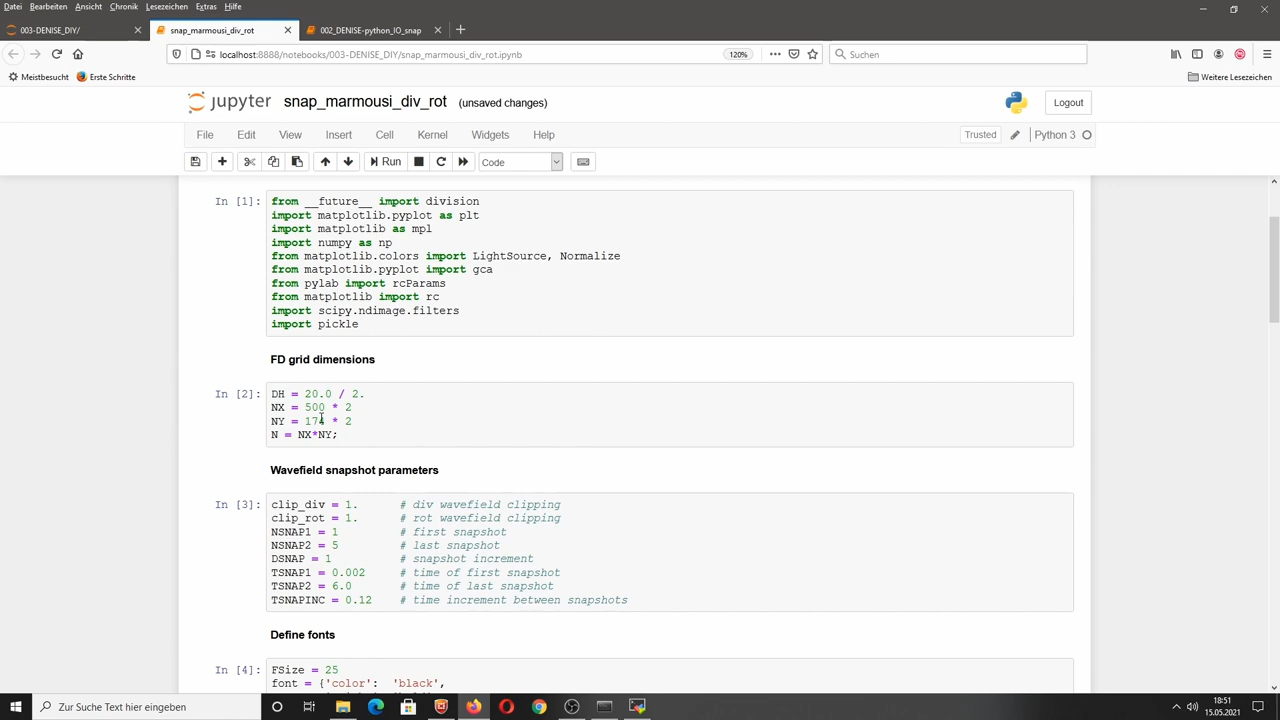 Datei Bearbeiten Ansicht Chronik Lesezeichen Extras Hilfe
003-DENISE_DIY/
snap_marmousi_div_rot
002_DENISE-python_IO_snap
localhost:8888/notebooks/003-DENISE_DIY/snap_marmousi_div_rot.ipynb
120%
Suchen
Meistbesucht
Erste Schritte
Weitere Lesezeichen
jupyter
snap_marmousi_div_rot
(unsaved changes)
Logout
File Edit View Insert Cell Kernel Widgets Help
Trusted
Python 3
Run
Code
In [1]:
from __future__ import division
import matplotlib.pyplot as plt
import matplotlib as mpl
import numpy as np
from matplotlib.colors import LightSource, Normalize
from matplotlib.pyplot import gca
from pylab import rcParams
from matplotlib import rc
import scipy.ndimage.filters
import pickle
FD grid dimensions
In [2]:
DH = 20.0 / 2.
NX = 500 * 2
NY = * 2
N = NX*NY;
Wavefield snapshot parameters
In [3]:
clip_div = 1. # div wavefield clipping
clip_rot = 1. # rot wavefield clipping
NSNAP1 = 1 # first snapshot
NSNAP2 = 5 # last snapshot
DSNAP = 1 # snapshot increment
TSNAP1 = 0.002 # time of first snapshot
TSNAP2 = 6.0 # time of last snapshot
TSNAPINC = 0.12 # time increment between snapshots
Define fonts
In [4]:
FSize = 25
font = {'color': 'black',
Zur Suche Text hier eingeben
18:51
15.05.2021